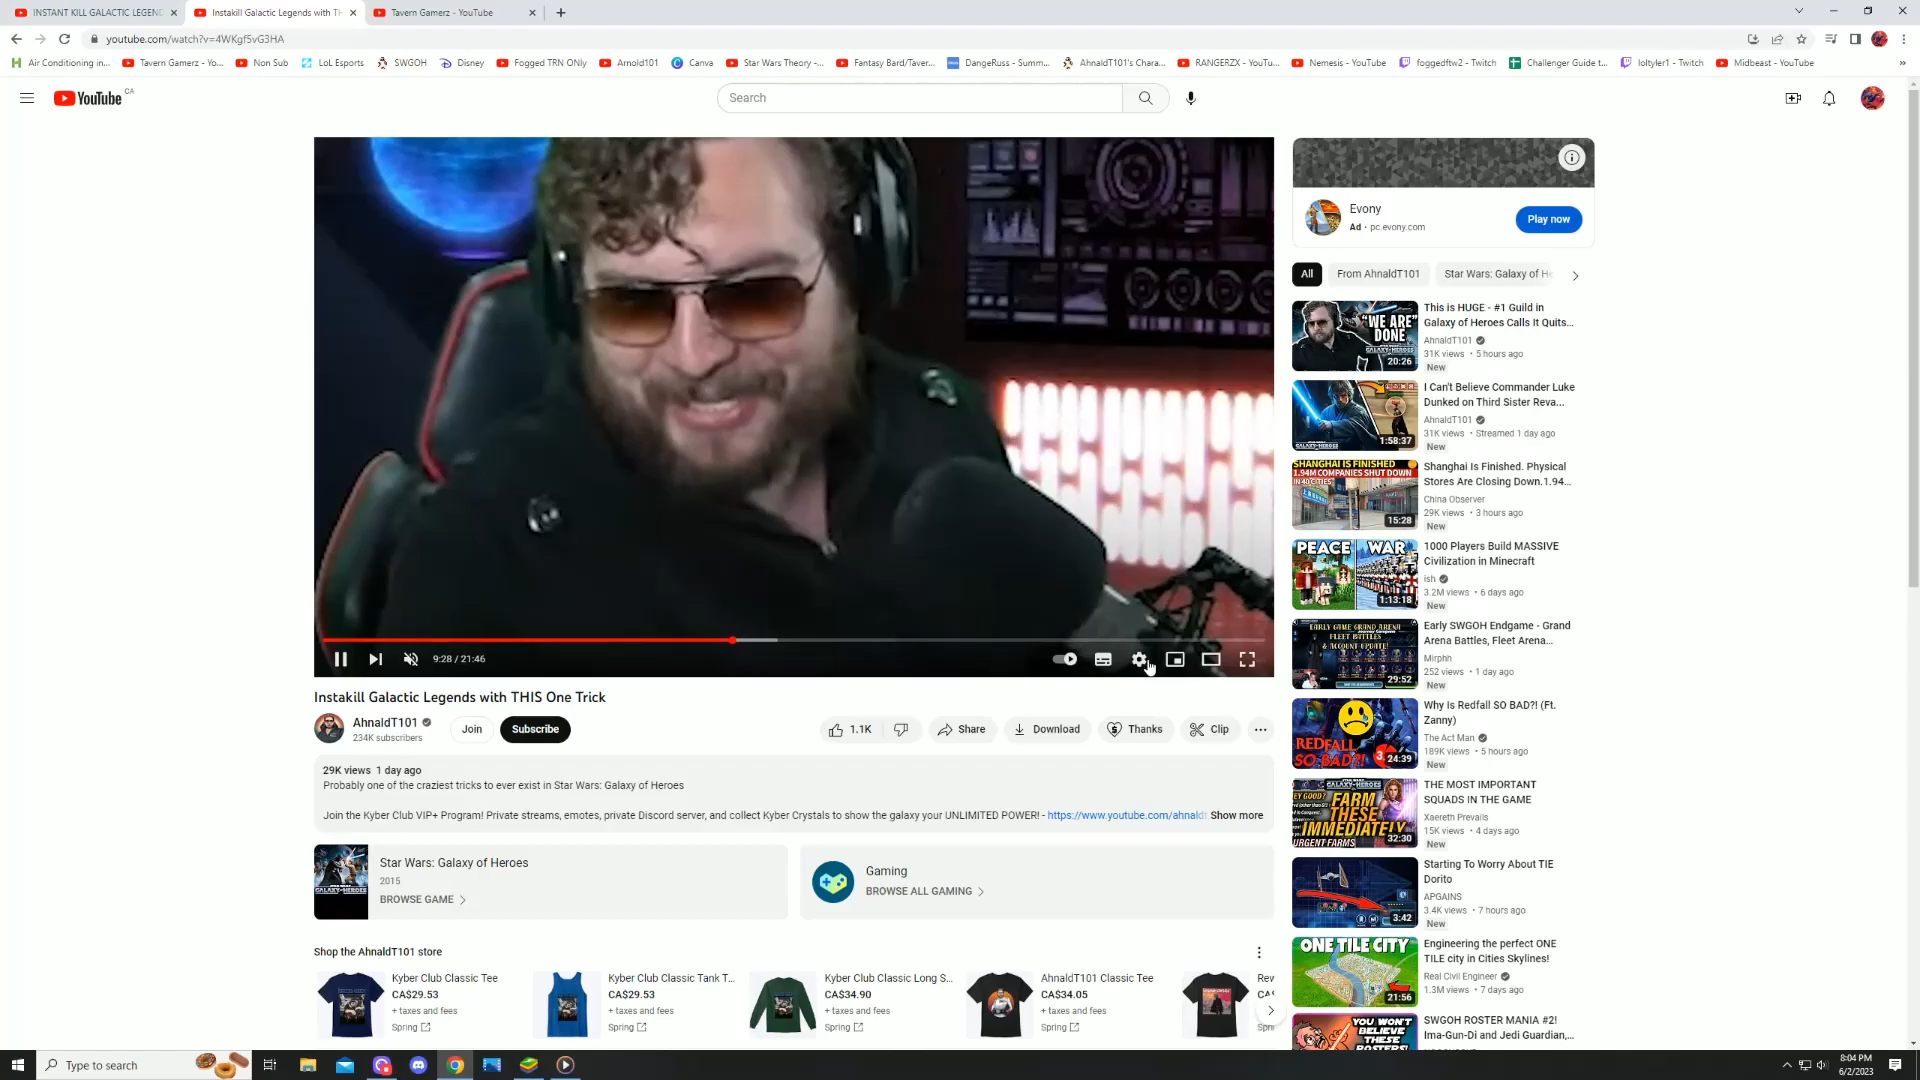 INSTANT KILL GALACTIC LEGEND
Instakill Galactic Legends with TH
Tavern Gamerz - YouTube
youtube.com/watch?v=4WKgf5vG3HA
Air Conditioning in...
Tavern Gamerz - Yo...
Non Sub
LoL Esports
SWGOH
Disney
Fogged TRN ONLY
Arnold101
Canva
Star Wars Theory -...
Fantasy Bard/Taver...
DangeRuss - Summ...
AhnaldT101's Chara...
RANGERZX - YouTu...
Nemesis - YouTube
foggedftw2 - Twitch
Challenger Guide t...
loltyler1 - Twitch
Midbeast - YouTube
YouTube CA
Search
9:28 / 21:46
Instakill Galactic Legends with THIS One Trick
AhnaldT101
234K subscribers
Join
Subscribe
1.1K
Share
Download
Thanks
Clip
29K views 1 day ago
Probably one of the craziest tricks to ever exist in Star Wars: Galaxy of Heroes
Join the Kyber Club VIP+ Program! Private streams, emotes, private Discord server, and collect Kyber Crystals to show the galaxy your UNLIMITED POWER! - https://www.youtube.com/ahnaldt Show more
Star Wars: Galaxy of Heroes
2015
BROWSE GAME
Gaming
BROWSE ALL GAMING
Shop the AhnaldT101 store
Kyber Club Classic Tee
CA$29.53
+ taxes and fees
Spring
Kyber Club Classic Tank T...
CA$29.53
+ taxes and fees
Spring
Kyber Club Classic Long S...
CA$34.90
+ taxes and fees
Spring
AhnaldT101 Classic Tee
CA$34.05
+ taxes and fees
Spring
Evony
Ad · pc.evony.com
Play now
All
From AhnaldT101
Star Wars: Galaxy of He
"WE ARE"
DONE
20:26
This is HUGE - #1 Guild in
Galaxy of Heroes Calls It Quits...
AhnaldT101
31K views • 5 hours ago
New
1:58:37
I Can't Believe Commander Luke
Dunked on Third Sister Reva...
AhnaldT101
31K views • Streamed 1 day ago
New
SHANGHAI IS FINISHED
1.94M COMPANIES SHUT DOWN
IN 40 CITIES
15:28
Shanghai Is Finished. Physical
Stores Are Closing Down.1.94...
China Observer
29K views • 3 hours ago
New
PEACE WAR
1:13:18
1000 Players Build MASSIVE
Civilization in Minecraft
ish
3.2M views • 6 days ago
New
EARLY GAME GRAND ARENA
FLEET BATTLES
& ACCOUNT UPDATE!
29:52
Early SWGOH Endgame - Grand
Arena Battles, Fleet Arena...
Mirphn
252 views • 1 day ago
New
REDFALL
SO BAD?!
24:39
Why Is Redfall SO BAD?! (Ft.
Zanny)
The Act Man
189K views • 5 hours ago
New
FARM
THESE
IMMEDIATELY
URGENT FARMS
32:30
THE MOST IMPORTANT
SQUADS IN THE GAME
Xaereth Prevails
15K views • 4 days ago
New
3:42
Starting To Worry About TIE
Dorito
APGAINS
3.4K views • 7 hours ago
New
ONE TILE CITY
21:56
Engineering the perfect ONE
TILE city in Cities Skylines!
Real Civil Engineer
1.3M views • 7 days ago
YOU WON'T
BELIEVE
THESE
SWGOH ROSTER MANIA #2!
Ima-Gun-Di and Jedi Guardian,...
Type to search
8:04 PM
6/2/2023